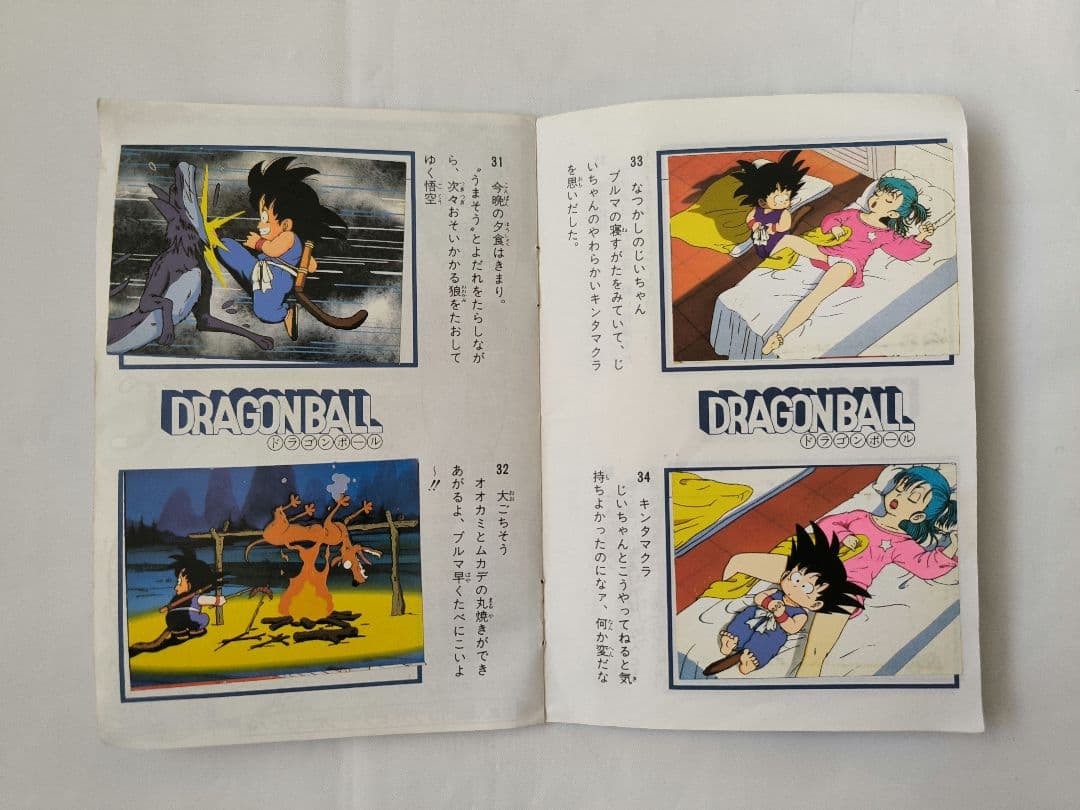 31
今晩の夕食はきまり。
“うまそう”とよだれをたらしなが
ら、次々おそいかかる狼をたおして
ゆく悟空
DRAGONBALL
ドラゴンボール
32
大ごちそう
オオカミとムカデの丸焼きができ
あがるよ、ブルマ早くたべにこいよ
〜!!
33
なつかしのじいちゃん
ブルマの寝すがたをみていて、じ
いちゃんのやわらかいキンタマクラ
を思いだした。
DRAGONBALL
ドラゴンボール
34
キンタマクラ
じいちゃんとこうやってねると気
持ちよかったのになァ、何か変だな